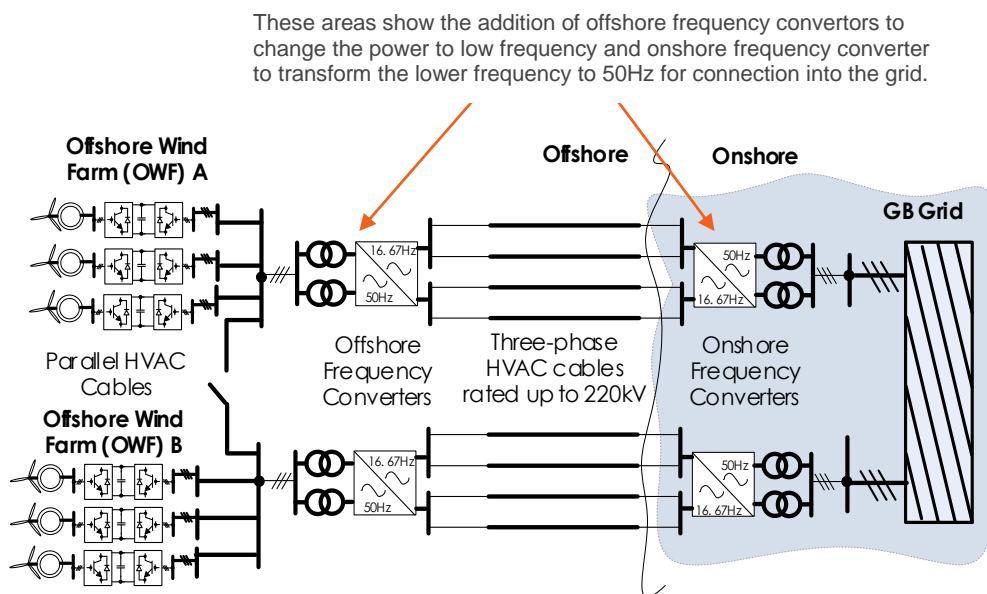 These areas show the addition of offshore frequency convertors to
change the power to low frequency and onshore frequency converter
to transform the lower frequency to 50Hz for connection into the grid.
Offshore Wind
Farm (OWF) A
Offshore
Onshore
GB Grid
16. 67Hz
50Hz
50Hz
16. 67Hz
Parallel HVAC
Cables
Offshore
Frequency
Converters
Three-phase
HVAC cables
rated up to 220kV
Onshore
Frequency
Converters
Offshore Wind
Farm (OWF) B
16. 67Hz
50Hz
50Hz
16. 67Hz